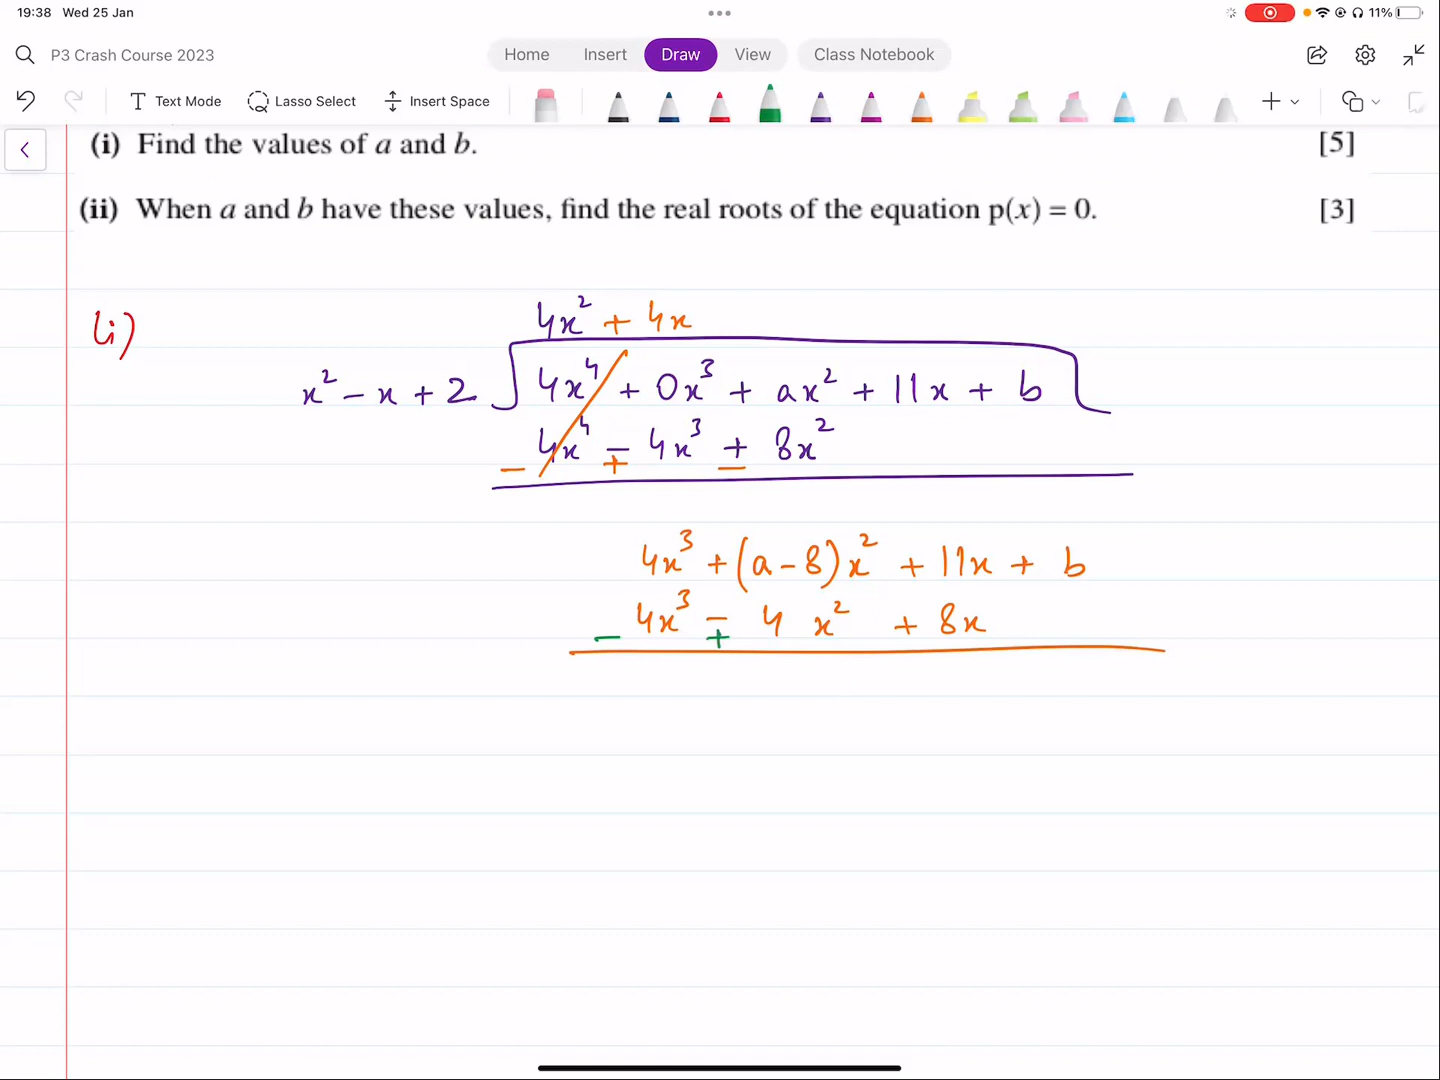 19:38 Wed 25 Jan
11%
P3 Crash Course 2023
Home Insert Draw View Class Notebook
Text Mode Lasso Select Insert Space
(i) Find the values of a and b. [5]
(ii) When a and b have these values, find the real roots of the equation p(x) = 0. [3]
(i)
4x² + 4x
x² − x + 2 4x⁴ + 0x³ + ax² + 11x + b
4x⁴ − 4x³ + 8x²
− + −
4x³ + (a − 8)x² + 11x + b
4x³ − 4 x² + 8x
− +